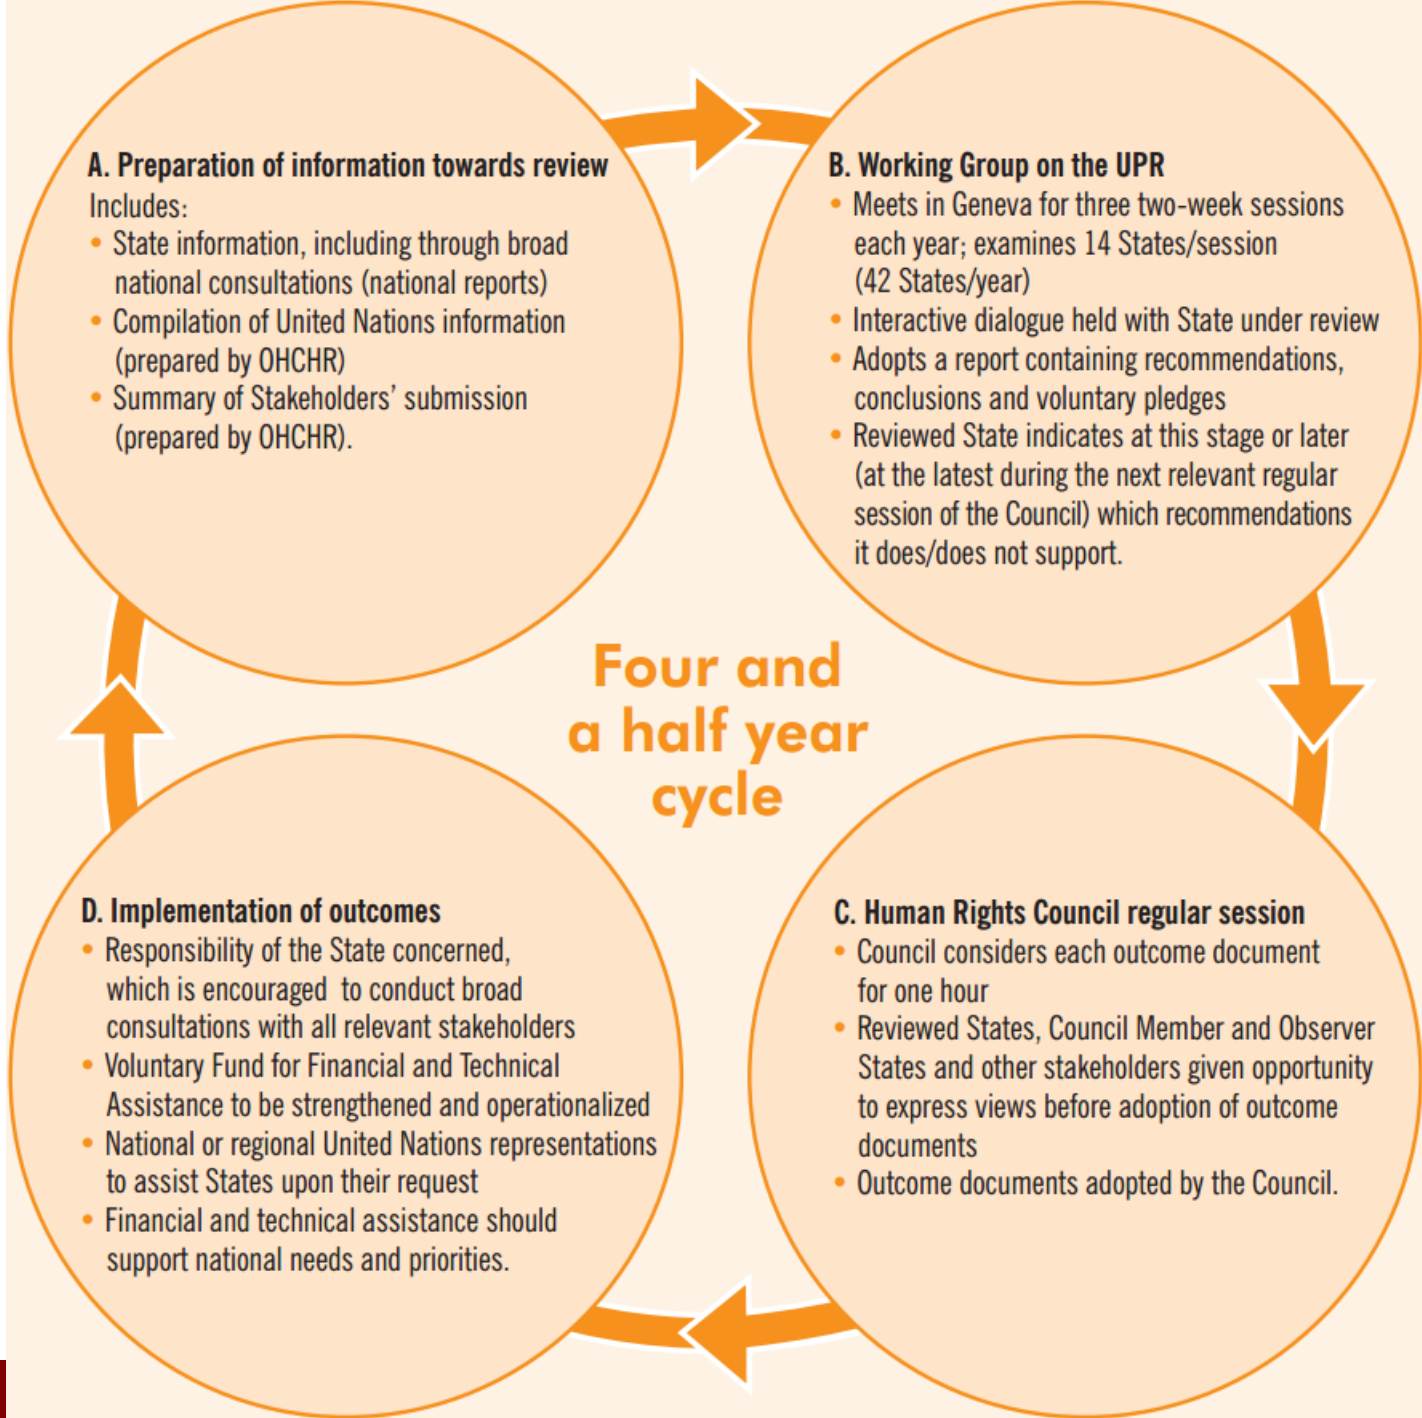 A. Preparation of information towards review
Includes:
• State information, including through broad
national consultations (national reports)
• Compilation of United Nations information
(prepared by OHCHR)
• Summary of Stakeholders’ submission
(prepared by OHCHR).
B. Working Group on the UPR
• Meets in Geneva for three two-week sessions
each year; examines 14 States/session
(42 States/year)
• Interactive dialogue held with State under review
• Adopts a report containing recommendations,
conclusions and voluntary pledges
• Reviewed State indicates at this stage or later
(at the latest during the next relevant regular
session of the Council) which recommendations
it does/does not support.
Four and
a half year
cycle
D. Implementation of outcomes
• Responsibility of the State concerned,
which is encouraged to conduct broad
consultations with all relevant stakeholders
• Voluntary Fund for Financial and Technical
Assistance to be strengthened and operationalized
• National or regional United Nations representations
to assist States upon their request
• Financial and technical assistance should
support national needs and priorities.
C. Human Rights Council regular session
• Council considers each outcome document
for one hour
• Reviewed States, Council Member and Observer
States and other stakeholders given opportunity
to express views before adoption of outcome
documents
• Outcome documents adopted by the Council.